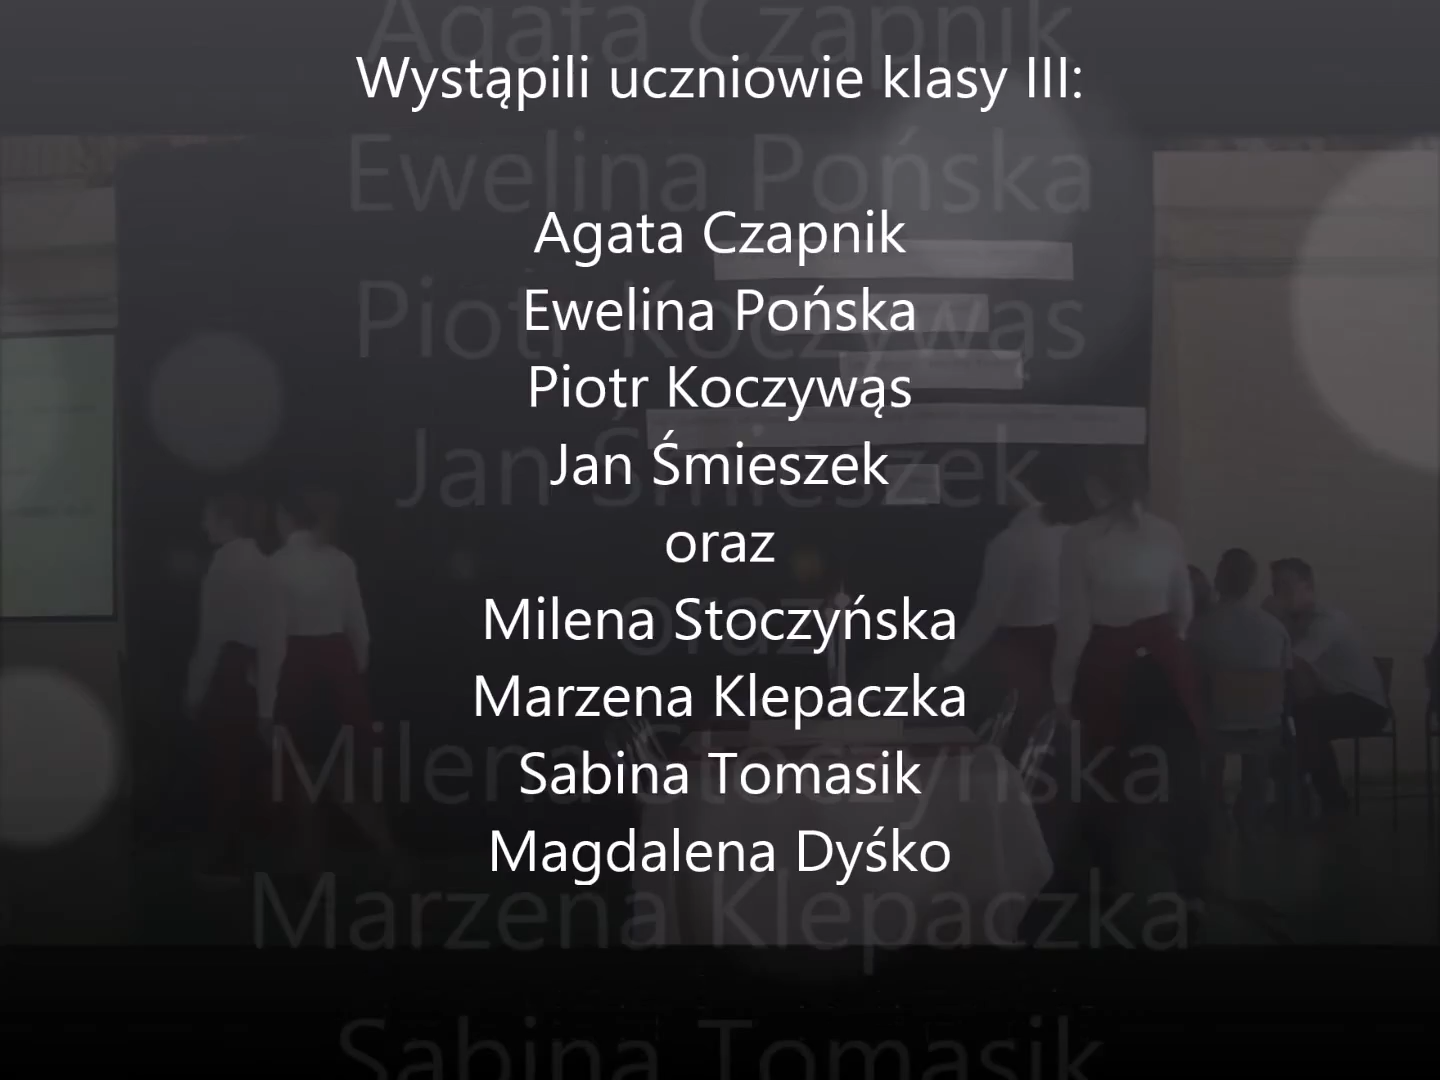 Wystąpili uczniowie klasy III:
Agata Czapnik
Ewelina Pońska
Piotr Koczywąs
Jan Śmieszek
oraz
Milena Stoczyńska
Marzena Klepaczka
Sabina Tomasik
Magdalena Dyśko